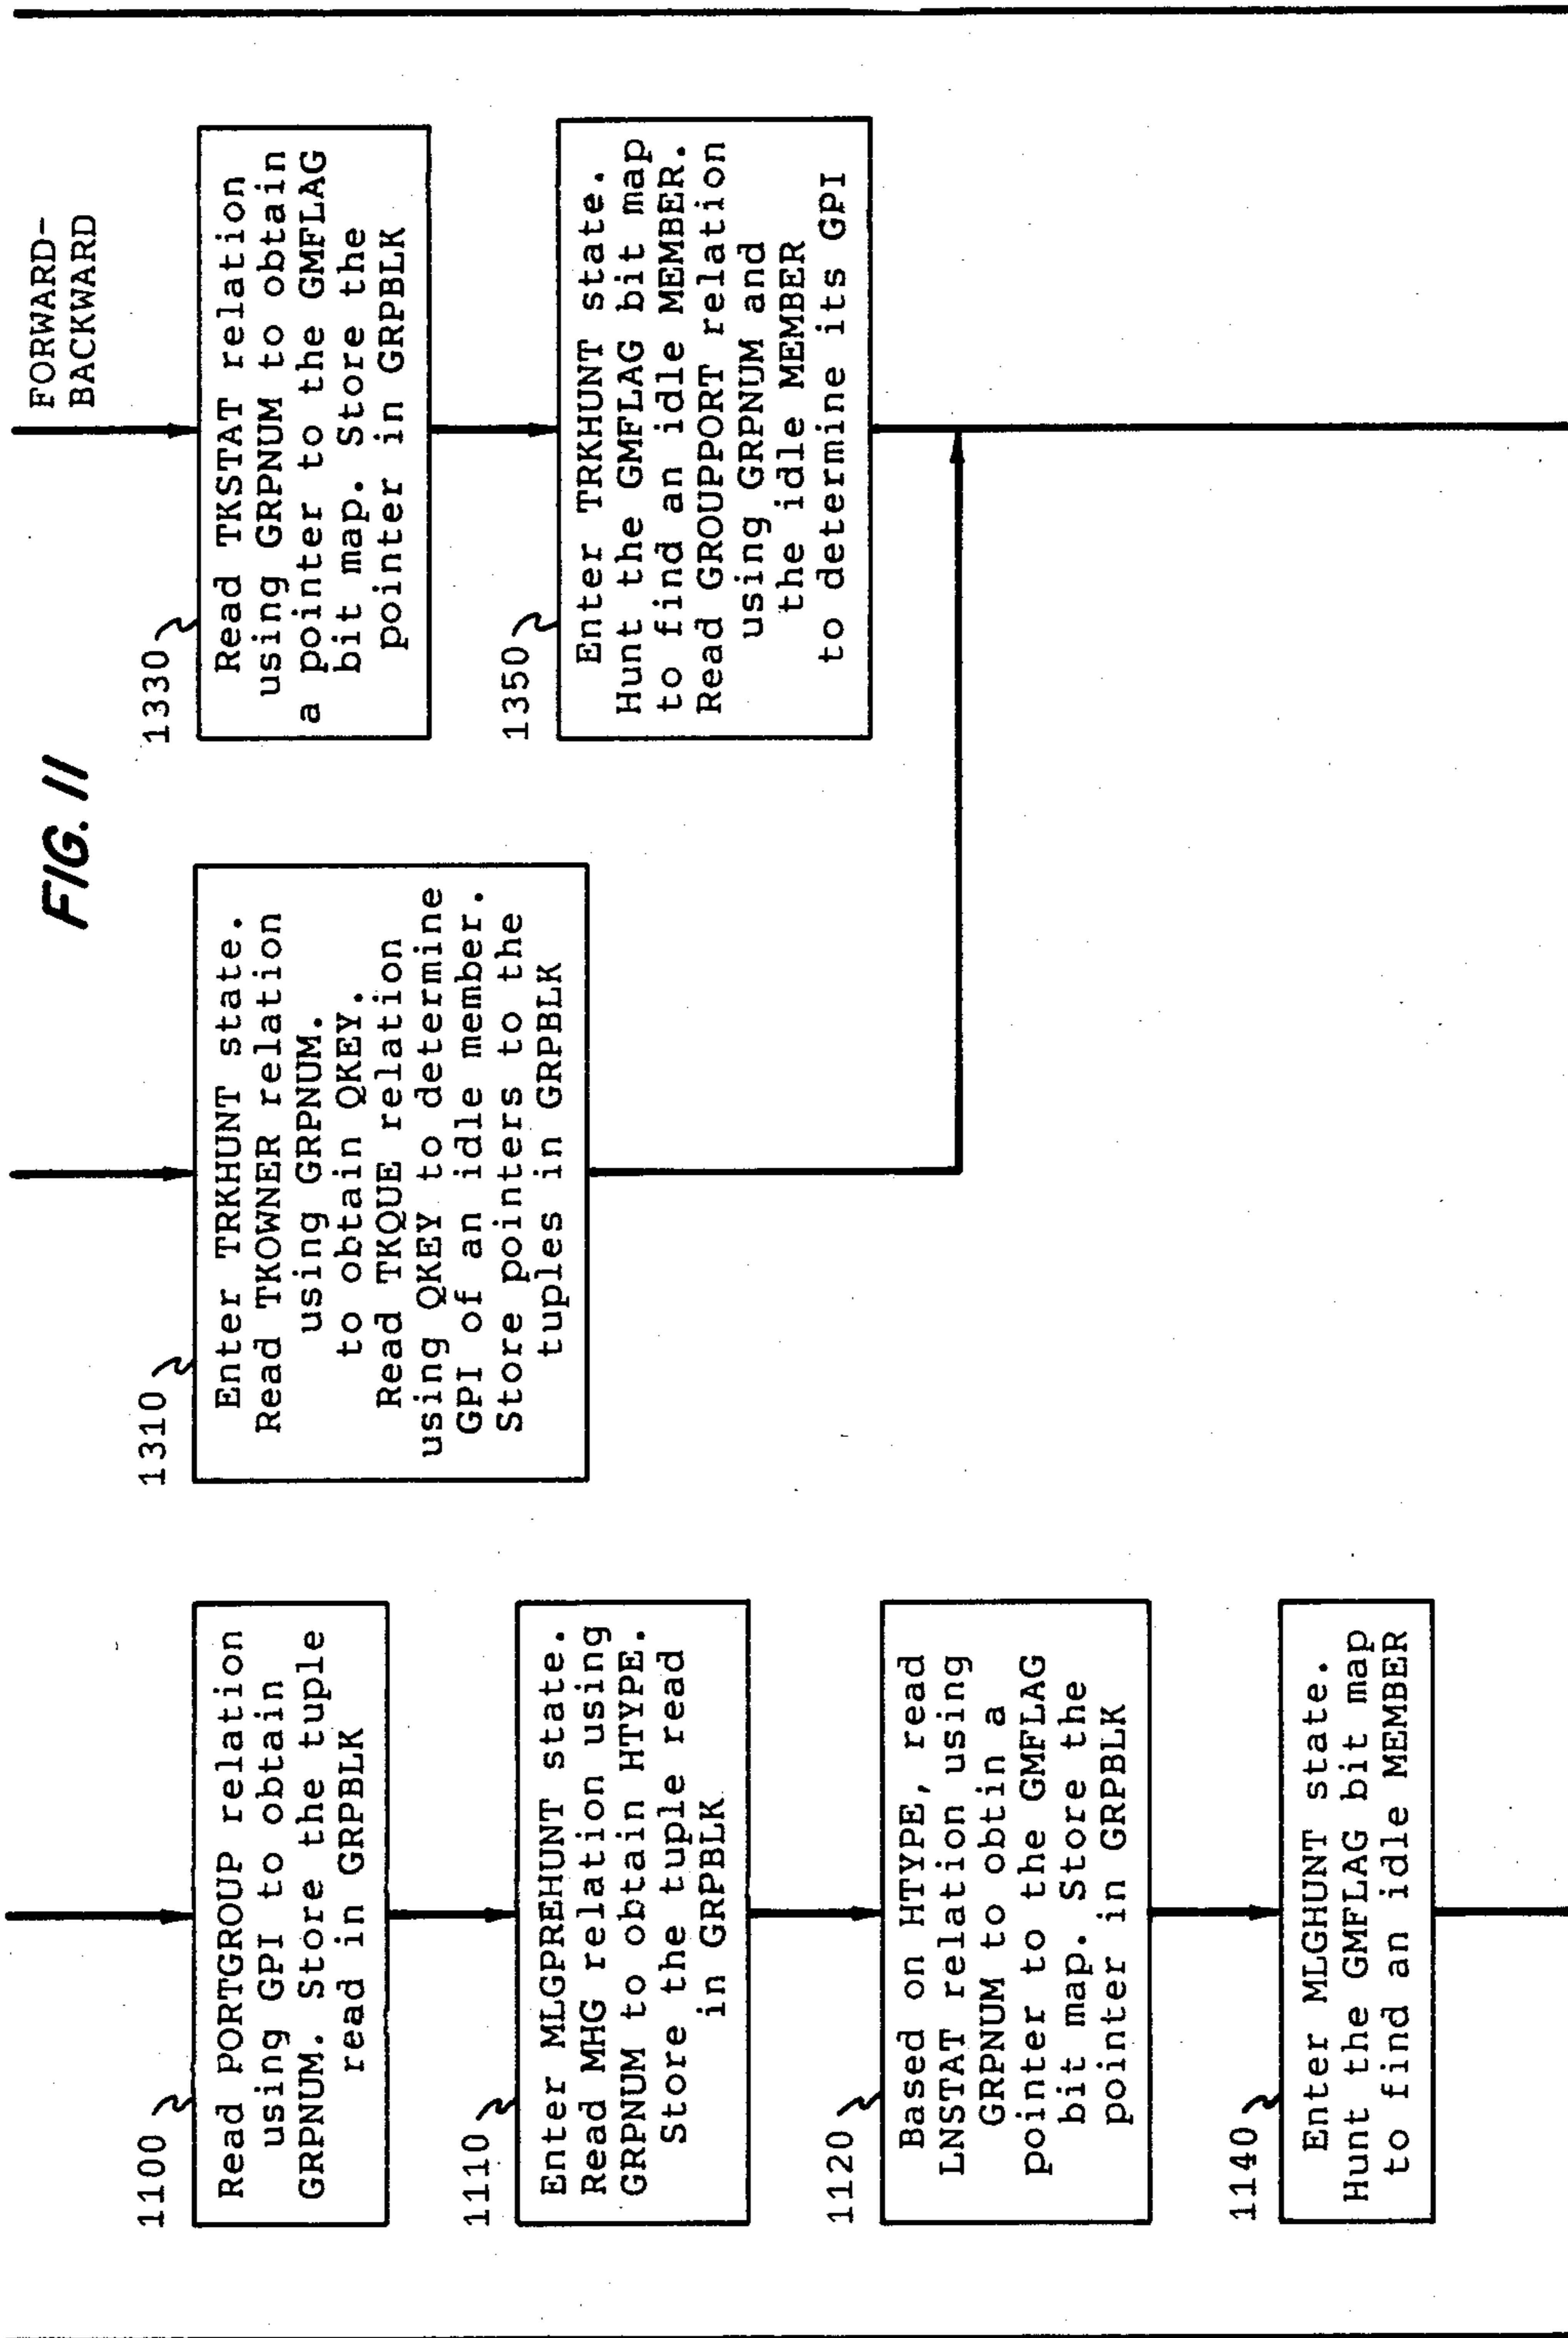 FIG. 11
1100
Read PORTGROUP relation
using GPI to obtain
GRPNUM. Store the tuple
read in GRPBLK
1110
Enter MLGPREHUNT state.
Read MHG relation using
GRPNUM to obtain HTYPE.
Store the tuple read
in GRPBLK
1120
Based on HTYPE, read
LNSTAT relation using
GRPNUM to obtin a
pointer to the GMFLAG
bit map. Store the
pointer in GRPBLK
1140
Enter MLGHUNT state.
Hunt the GMFLAG bit map
to find an idle MEMBER
1310
Enter TRKHUNT state.
Read TKOWNER relation
using GRPNUM.
to obtain QKEY.
Read TKQUE relation
using QKEY to determine
GPI of an idle member.
Store pointers to the
tuples in GRPBLK
FORWARD-
BACKWARD
1330
Read TKSTAT relation
using GRPNUM to obtain
a pointer to the GMFLAG
bit map. Store the
pointer in GRPBLK
1350
Enter TRKHUNT state.
Hunt the GMFLAG bit map
to find an idle MEMBER.
Read GROUPPORT relation
using GRPNUM and
the idle MEMBER
to determine its GPI